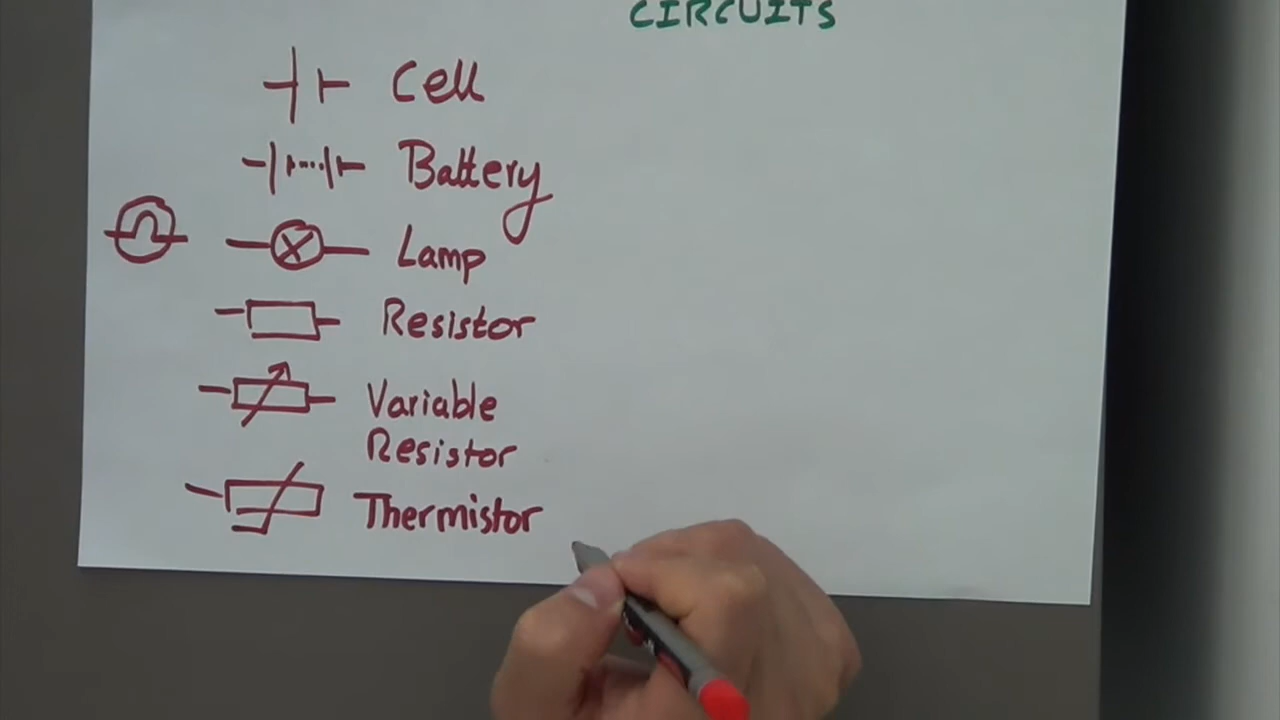 CIRCUITS
Cell
Battery
Lamp
Resistor
Variable
Resistor
Thermistor